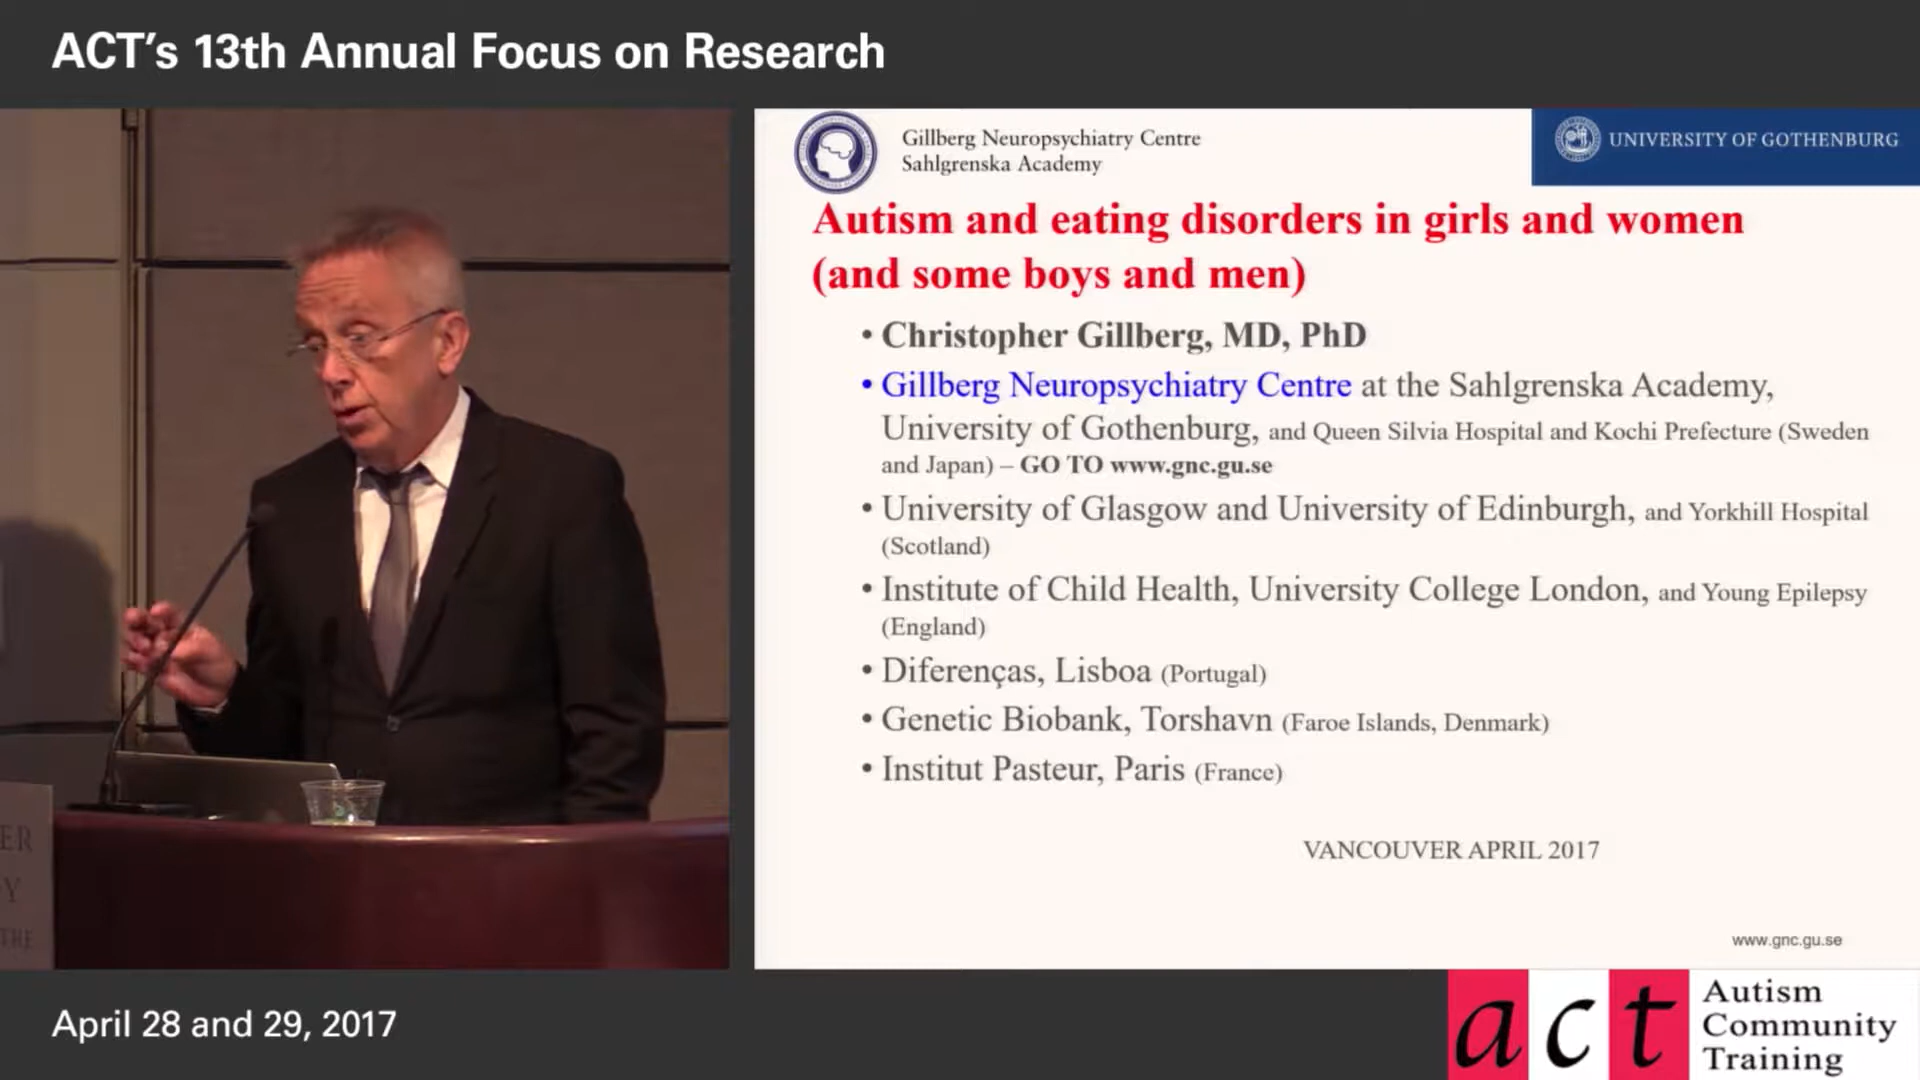 ACT's 13th Annual Focus on Research
Gillberg Neuropsychiatry Centre
Sahlgrenska Academy
UNIVERSITY OF GOTHENBURG
Autism and eating disorders in girls and women
(and some boys and men)
• Christopher Gillberg, MD, PhD
• Gillberg Neuropsychiatry Centre at the Sahlgrenska Academy,
University of Gothenburg, and Queen Silvia Hospital and Kochi Prefecture (Sweden
and Japan) – GO TO www.gnc.gu.se
• University of Glasgow and University of Edinburgh, and Yorkhill Hospital
(Scotland)
• Institute of Child Health, University College London, and Young Epilepsy
(England)
• Diferenças, Lisboa (Portugal)
• Genetic Biobank, Torshavn (Faroe Islands, Denmark)
• Institut Pasteur, Paris (France)
VANCOUVER APRIL 2017
www.gnc.gu.se
ER
Y
THE
April 28 and 29, 2017
act
Autism
Community
Training